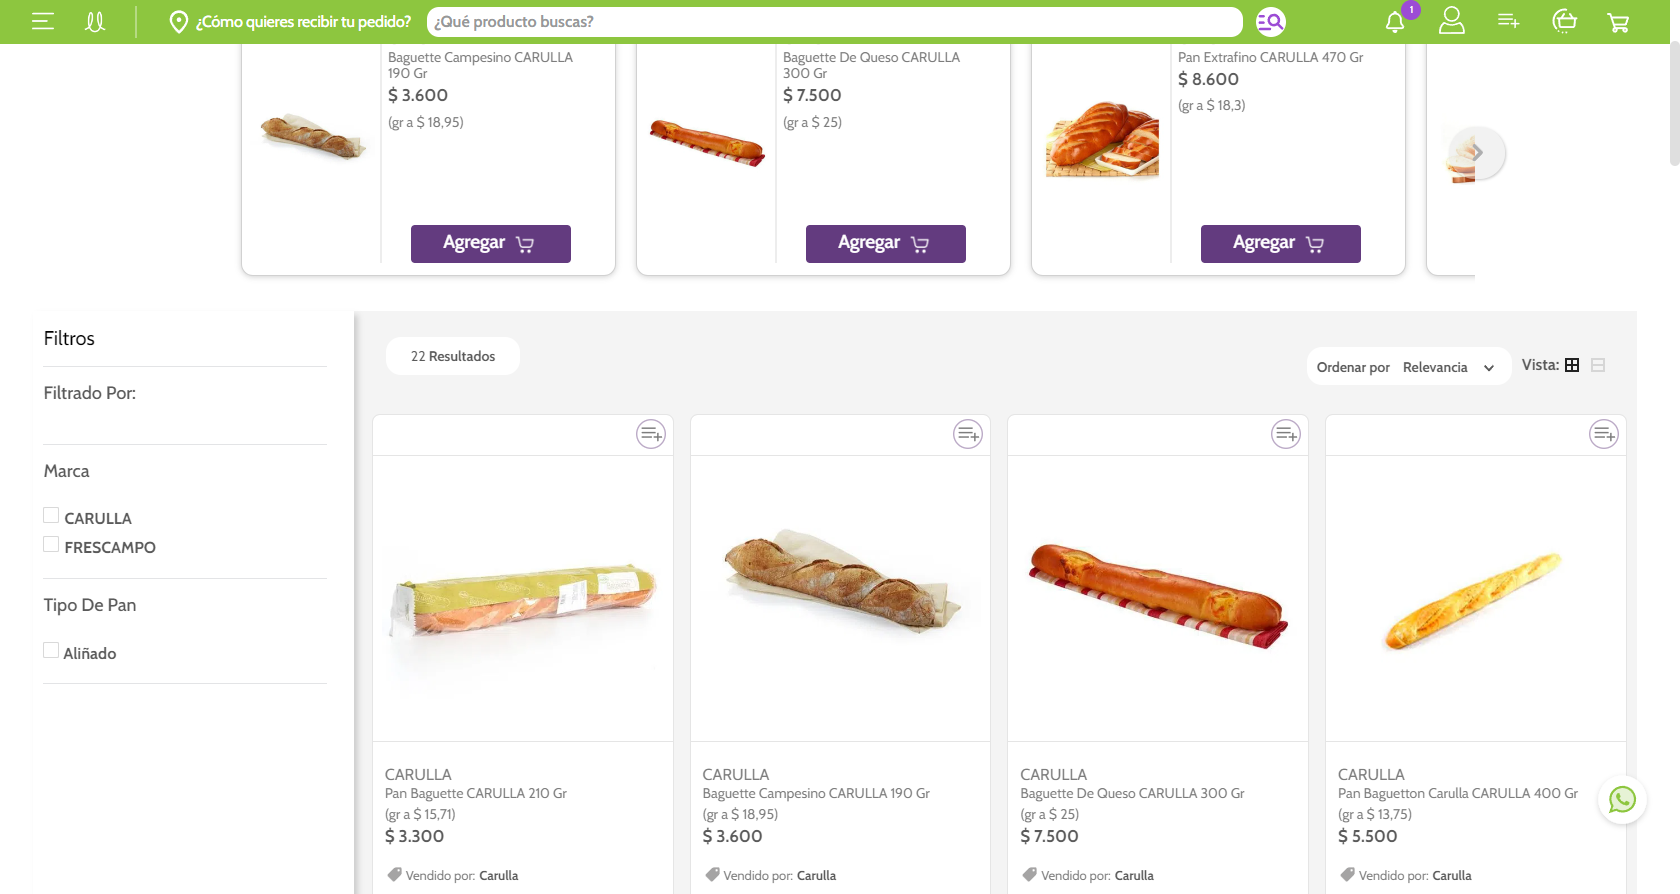 ¿Cómo quieres recibir tu pedido?
¿Qué producto buscas?
1
Baguette Campesino CARULLA
190 Gr
$ 3.600
(gr a $ 18,95)
Agregar
Baguette De Queso CARULLA
300 Gr
$ 7.500
(gr a $ 25)
Agregar
Pan Extrafino CARULLA 470 Gr
$ 8.600
(gr a $ 18,3)
Agregar
Filtros
Filtrado Por:
Marca
CARULLA
FRESCAMPO
Tipo De Pan
Aliñado
22 Resultados
Ordenar por Relevancia
Vista:
CARULLA
Pan Baguette CARULLA 210 Gr
(gr a $ 15,71)
$ 3.300
Vendido por: Carulla
CARULLA
Baguette Campesino CARULLA 190 Gr
(gr a $ 18,95)
$ 3.600
Vendido por: Carulla
CARULLA
Baguette De Queso CARULLA 300 Gr
(gr a $ 25)
$ 7.500
Vendido por: Carulla
CARULLA
Pan Baguetton Carulla CARULLA 400 Gr
(gr a $ 13,75)
$ 5.500
Vendido por: Carulla